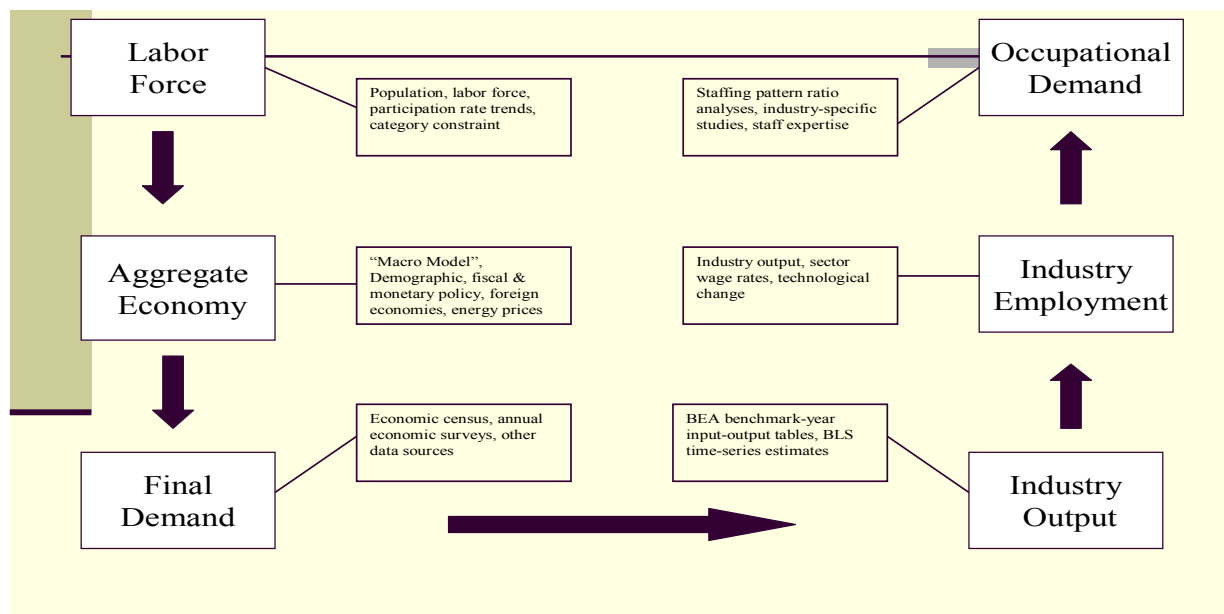 Labor
Force
Population, labor force,
participation rate trends,
category constraint
Staffing pattern ratio
analyses, industry-specific
studies, staff expertise
Occupational
Demand
Aggregate
Economy
“Macro Model”,
Demographic, fiscal &
monetary policy, foreign
economies, energy prices
Industry output, sector
wage rates, technological
change
Industry
Employment
Final
Demand
Economic census, annual
economic surveys, other
data sources
BEA benchmark-year
input-output tables, BLS
time-series estimates
Industry
Output